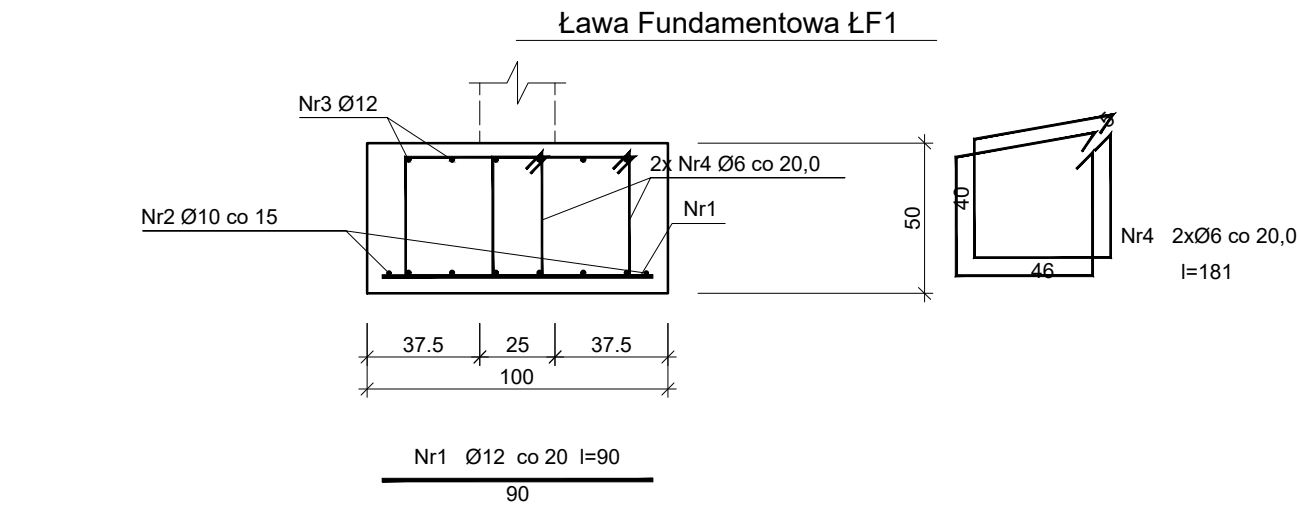 Ława Fundamentowa ŁF1
Nr3 Ø12
2x Nr4 Ø6 co 20,0
Nr2 Ø10 co 15
Nr1
50
37.5
25
37.5
100
40
46
Nr4 2xØ6 co 20,0
l=181
Nr1 Ø12 co 20 l=90
90